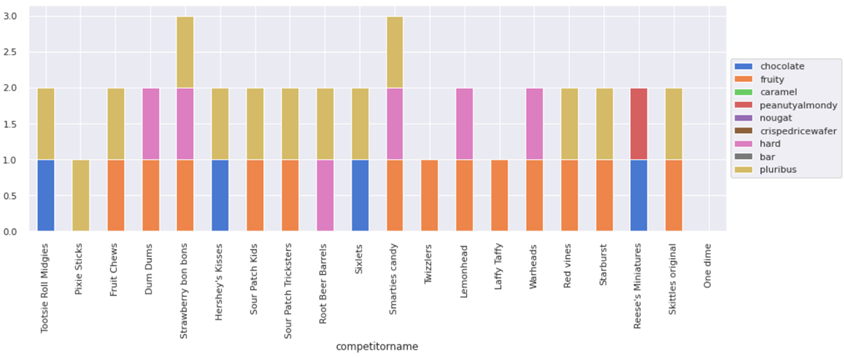 3.0
2.5
2.0
1.5
1.0
0.5
0.0
Tootsie Roll Midgies
Pixie Sticks
Fruit Chews
Dum Dums
Strawberry bon bons
Hershey's Kisses
Sour Patch Kids
Sour Patch Tricksters
Root Beer Barrels
Sixlets
Smarties candy
Twizzlers
Lemonhead
Laffy Taffy
Warheads
Red vines
Starburst
Reese's Miniatures
Skittles original
One dime
competitorname
chocolate
fruity
caramel
peanutyalmondy
nougat
crispedricewafer
hard
bar
pluribus